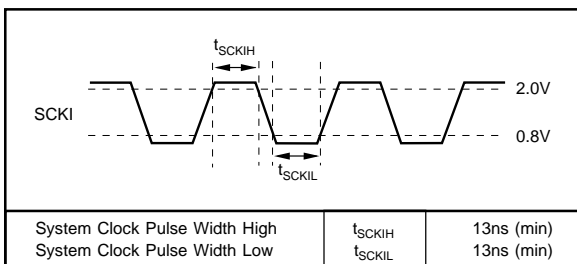 tSCKIH
2.0V
SCKI
0.8V
tSCKIL
System Clock Pulse Width High tSCKIH 13ns (min)
System Clock Pulse Width Low tSCKIL 13ns (min)